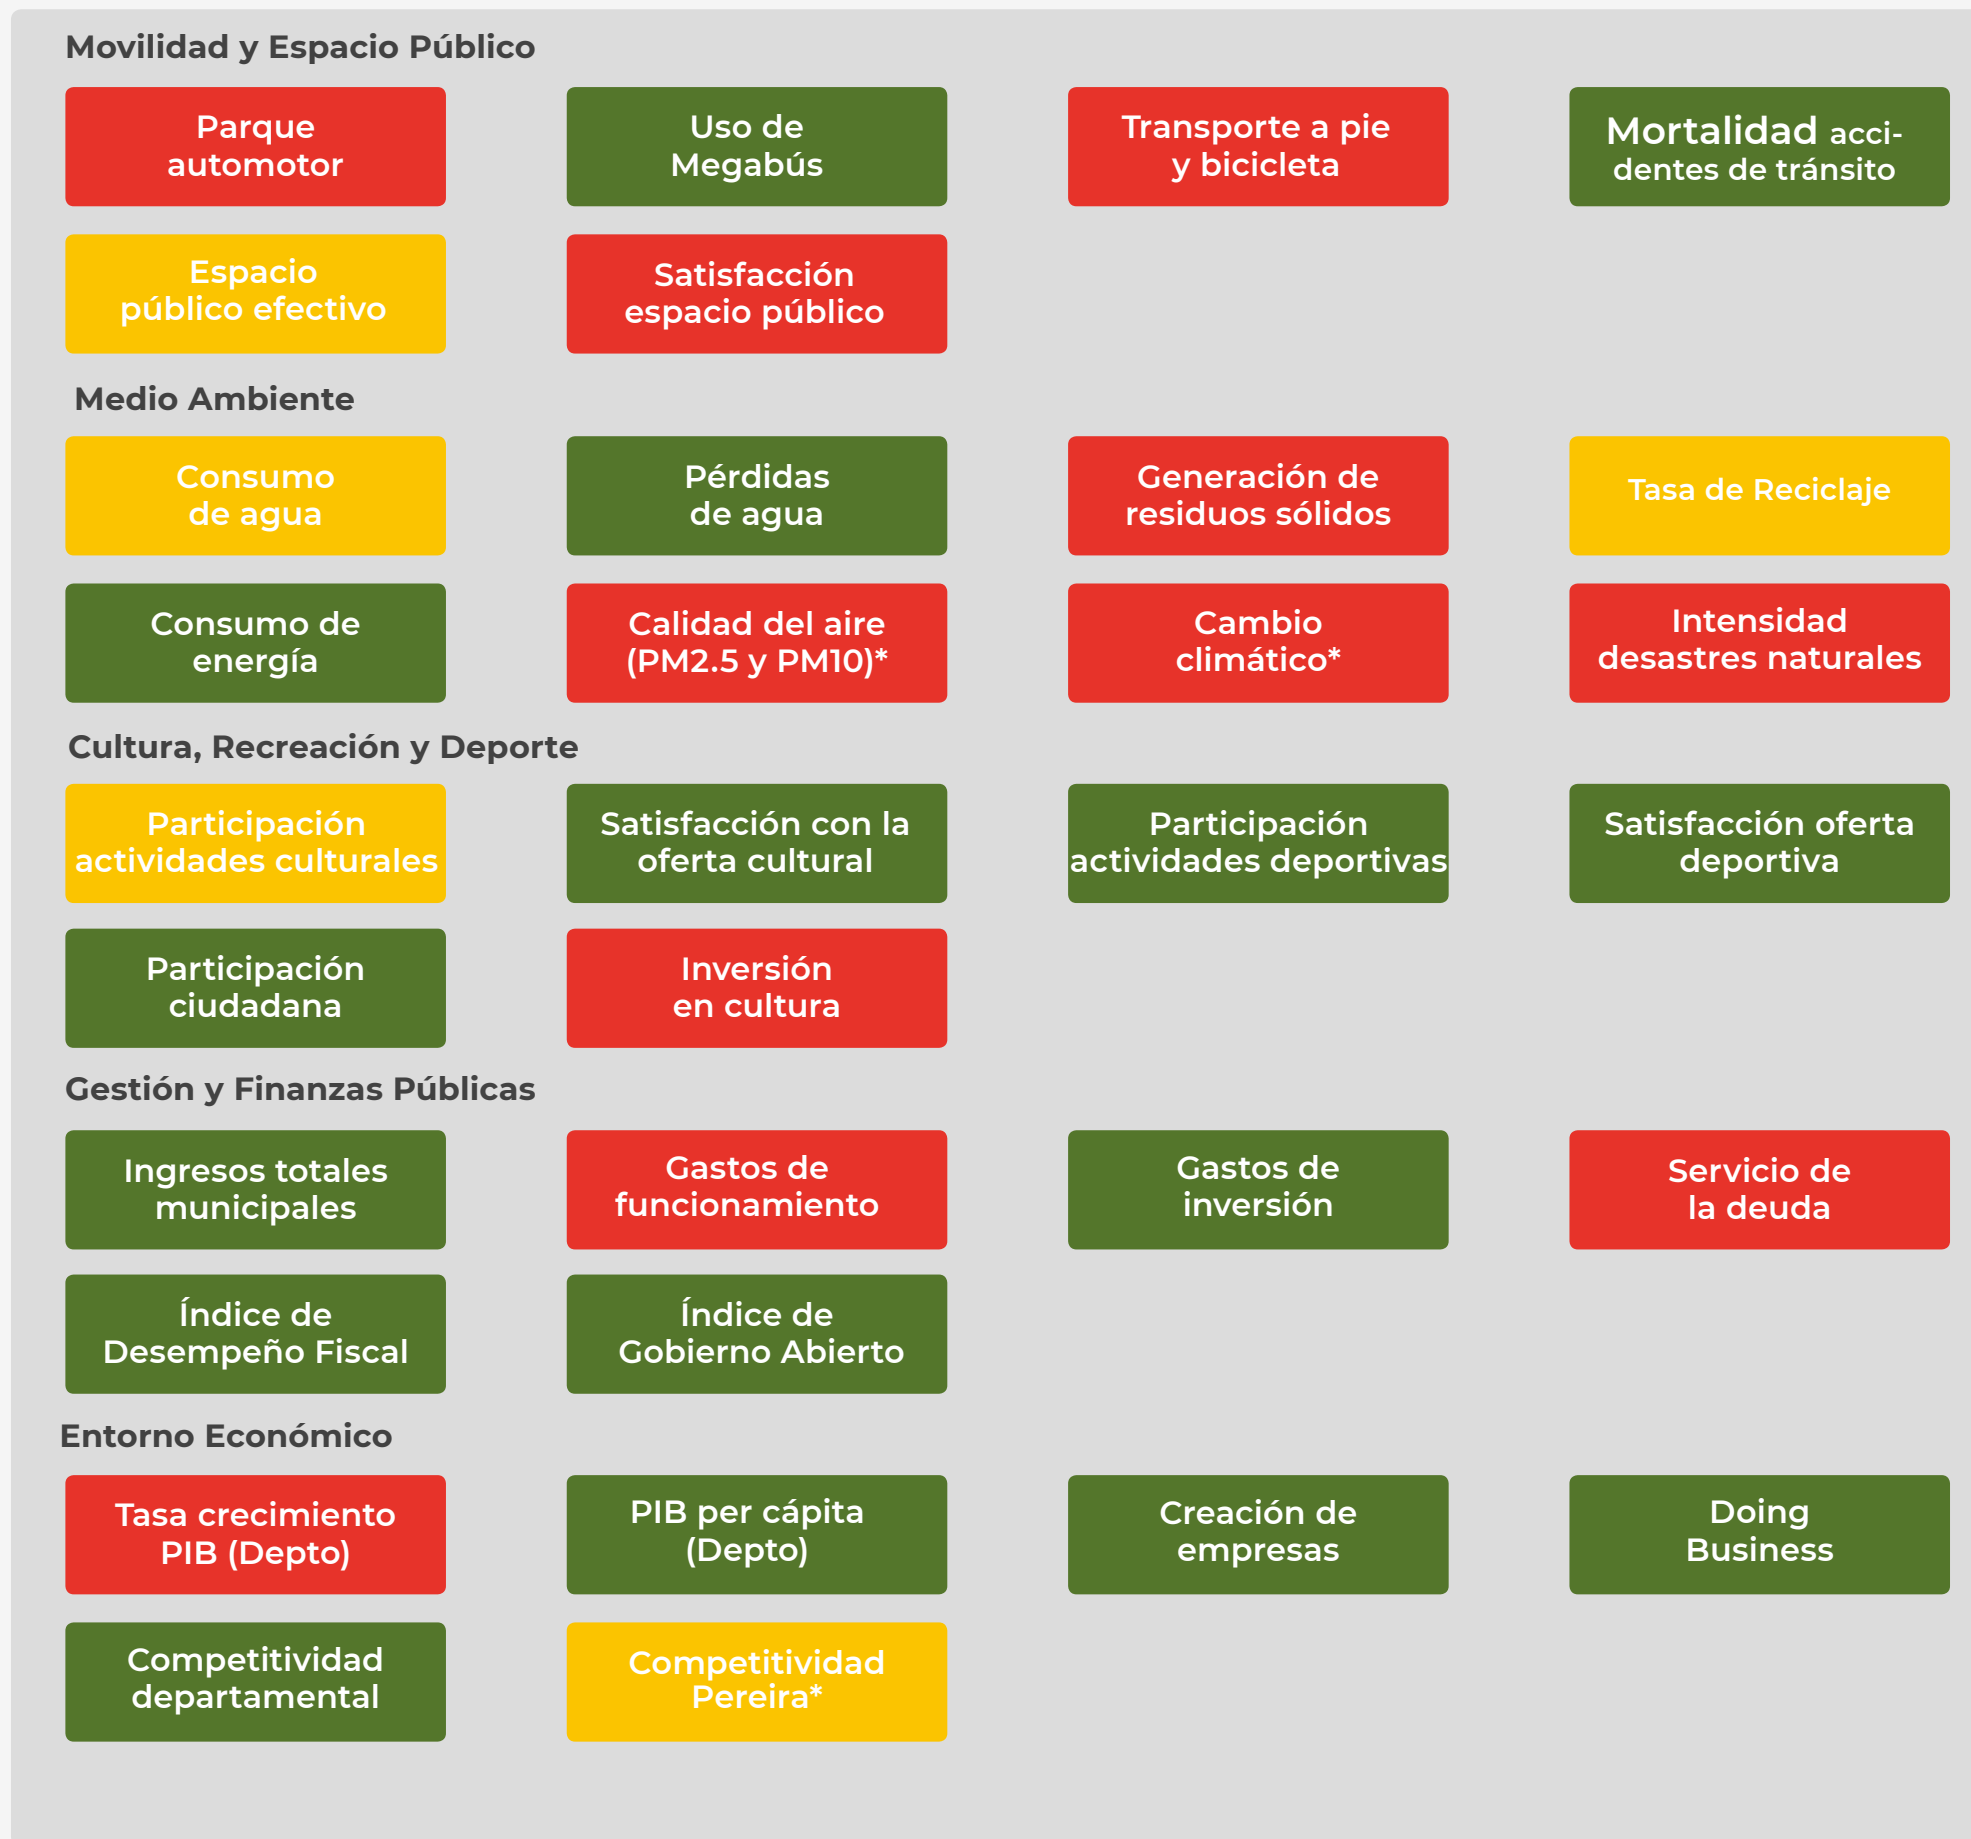 Movilidad y Espacio Público
Parque
automotor
Uso de
Megabús
Transporte a pie
y bicicleta
Mortalidad acci-
dentes de tránsito
Espacio
público efectivo
Satisfacción
espacio público
Medio Ambiente
Consumo
de agua
Pérdidas
de agua
Generación de
residuos sólidos
Tasa de Reciclaje
Consumo de
energía
Calidad del aire
(PM2.5 y PM10)*
Cambio
climático*
Intensidad
desastres naturales
Cultura, Recreación y Deporte
Participación
actividades culturales
Satisfacción con la
oferta cultural
Participación
actividades deportivas
Satisfacción oferta
deportiva
Participación
ciudadana
Inversión
en cultura
Gestión y Finanzas Públicas
Ingresos totales
municipales
Gastos de
funcionamiento
Gastos de
inversión
Servicio de
la deuda
Índice de
Desempeño Fiscal
Índice de
Gobierno Abierto
Entorno Económico
Tasa crecimiento
PIB (Depto)
PIB per cápita
(Depto)
Creación de
empresas
Doing
Business
Competitividad
departamental
Competitividad
Pereira*